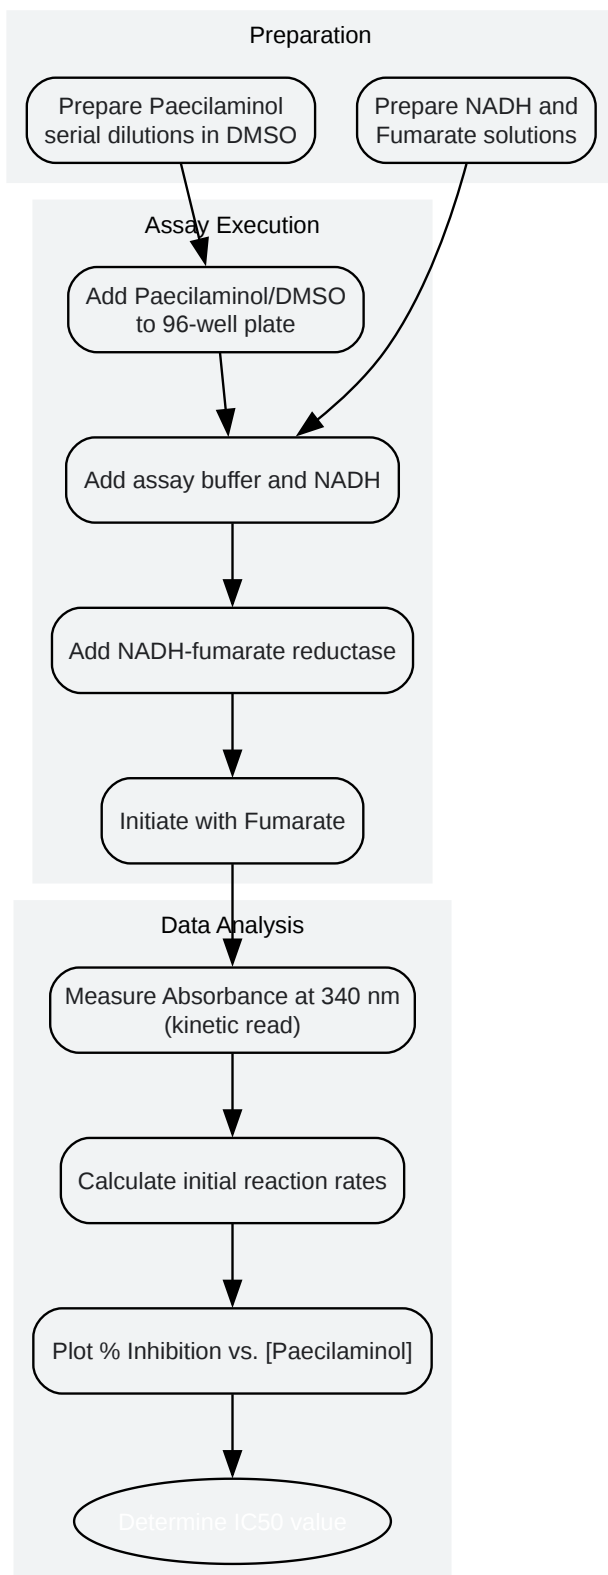 Preparation
Prepare Paecilaminol
serial dilutions in DMSO
Prepare NADH and
Fumarate solutions
Assay Execution
Add Paecilaminol/DMSO
to 96-well plate
Add assay buffer and NADH
Add NADH-fumarate reductase
Initiate with Fumarate
Data Analysis
Measure Absorbance at 340 nm
(kinetic read)
Calculate initial reaction rates
Plot % Inhibition vs. [Paecilaminol]
Determine IC50 value